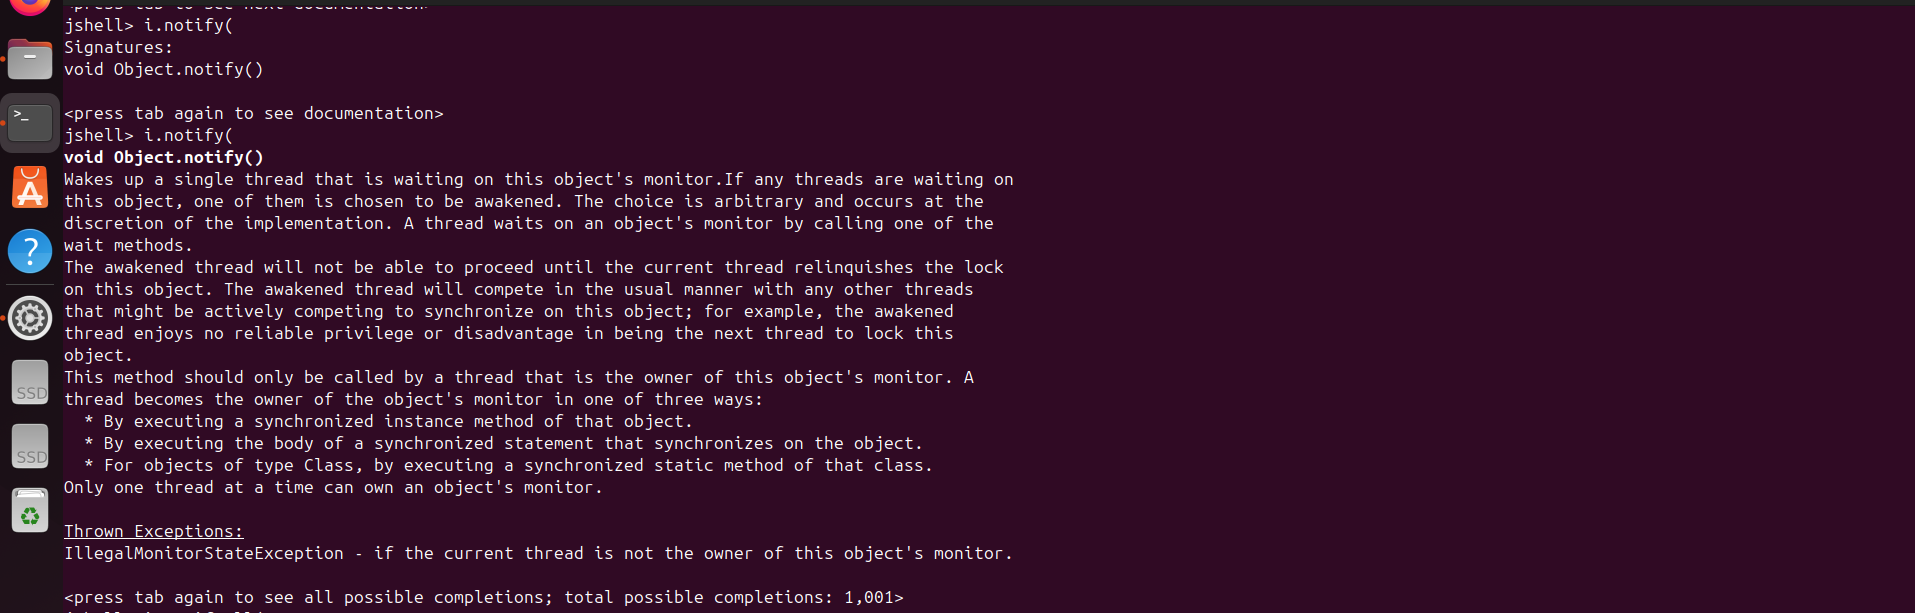 <press tab to see next documentation>
jshell> i.notify(
Signatures:
void Object.notify()
<press tab again to see documentation>
jshell> i.notify(
void Object.notify()
Wakes up a single thread that is waiting on this object's monitor.If any threads are waiting on
this object, one of them is chosen to be awakened. The choice is arbitrary and occurs at the
discretion of the implementation. A thread waits on an object's monitor by calling one of the
wait methods.
The awakened thread will not be able to proceed until the current thread relinquishes the lock
on this object. The awakened thread will compete in the usual manner with any other threads
that might be actively competing to synchronize on this object; for example, the awakened
thread enjoys no reliable privilege or disadvantage in being the next thread to lock this
object.
This method should only be called by a thread that is the owner of this object's monitor. A
thread becomes the owner of the object's monitor in one of three ways:
* By executing a synchronized instance method of that object.
* By executing the body of a synchronized statement that synchronizes on the object.
* For objects of type Class, by executing a synchronized static method of that class.
Only one thread at a time can own an object's monitor.
Thrown Exceptions:
IllegalMonitorStateException - if the current thread is not the owner of this object's monitor.
<press tab again to see all possible completions; total possible completions: 1,001>
>_
A
?
SSD
SSD